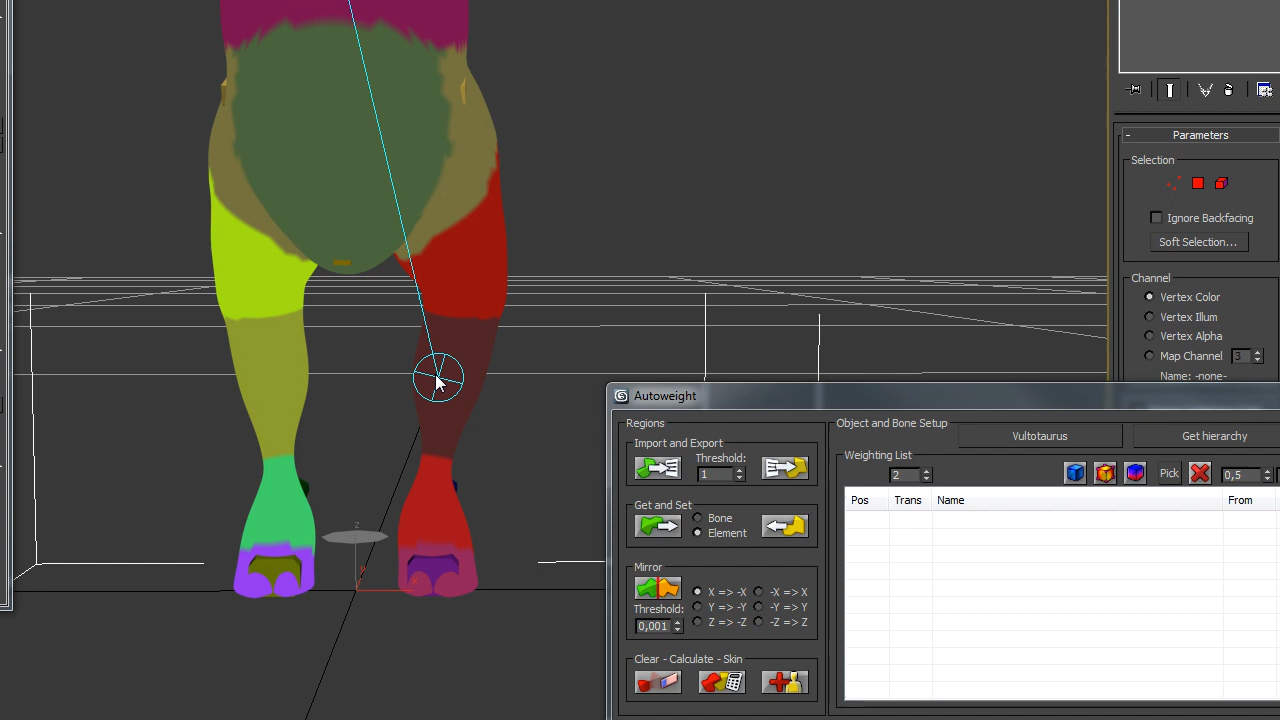 Parameters
Selection
Ignore Backfacing
Soft Selection...
Channel
Vertex Color
Vertex Illum
Vertex Alpha
Map Channel 3
Name: -none-
Autoweight
Regions
Import and Export
Threshold:
1
Get and Set
Bone
Element
Mirror
Threshold:
0,001
X => -X -X => X
Y => -Y -Y => Y
Z => -Z -Z => Z
Clear - Calculate - Skin
Object and Bone Setup
Vultotaurus Get hierarchy
Weighting List
2 Pick 0,5
Pos Trans Name From
z
x